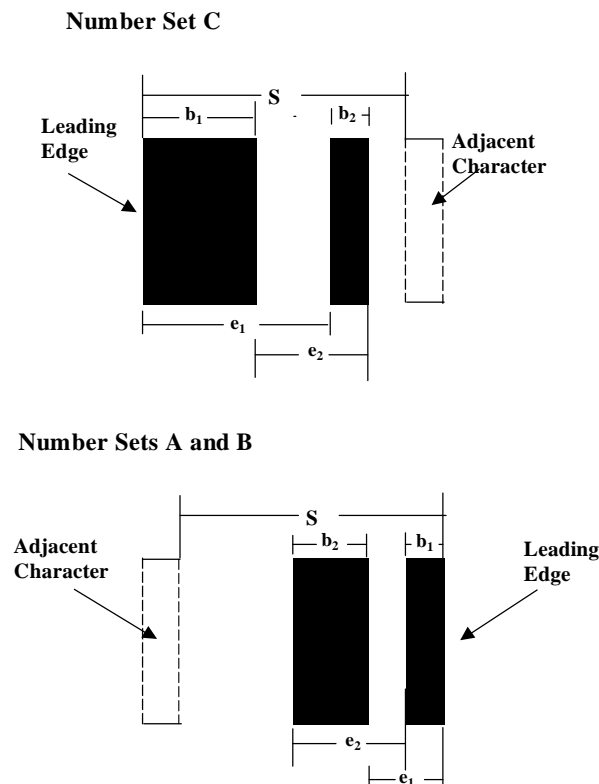 Number Set C
S
b₁ b₂
Leading
Edge
Adjacent
Character
e₁
e₂
Number Sets A and B
S
b₂ b₁
Adjacent
Character
Leading
Edge
e₂
e₁